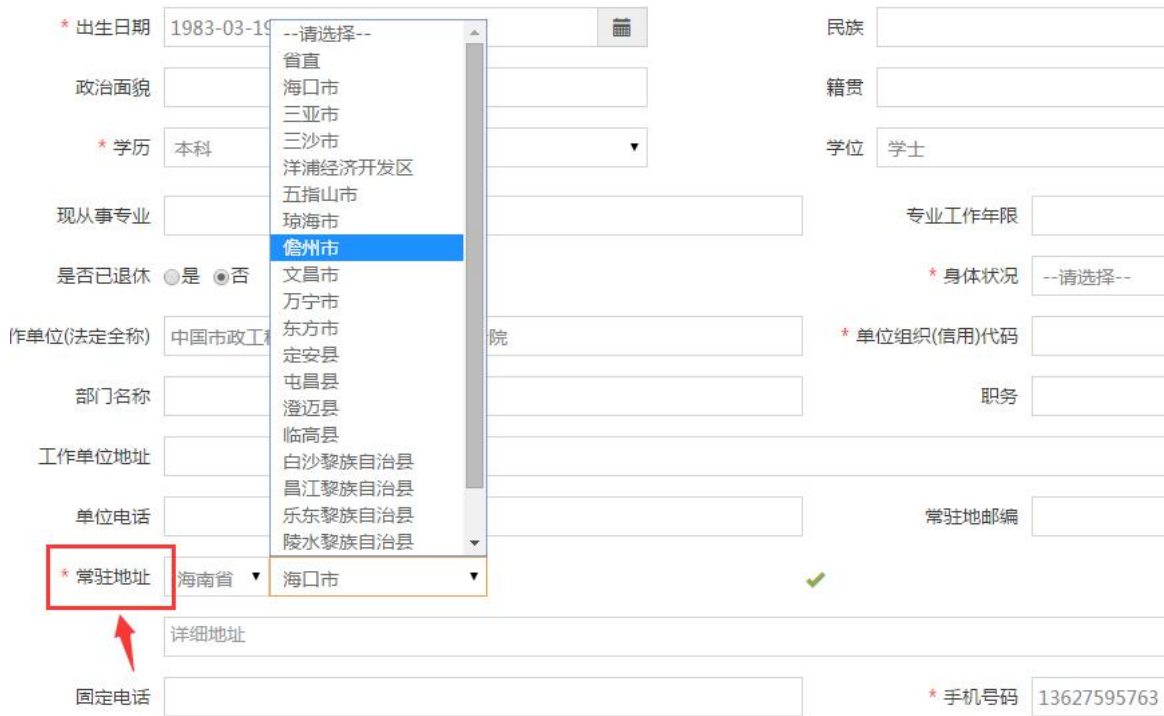 * 出生日期 1983-03-19 民族
政治面貌 籍贯
* 学历 本科 学位 学士
现从事专业 专业工作年限
是否已退休 是 否 * 身体状况 --请选择--
作单位(法定全称) 中国市政工 院 * 单位组织(信用)代码
部门名称 职务
工作单位地址
单位电话 常驻地邮编
* 常驻地址 海南省 海口市
详细地址
固定电话 * 手机号码 13627595763
--请选择--
省直
海口市
三亚市
三沙市
洋浦经济开发区
五指山市
琼海市
儋州市
文昌市
万宁市
东方市
定安县
屯昌县
澄迈县
临高县
白沙黎族自治县
昌江黎族自治县
乐东黎族自治县
陵水黎族自治县